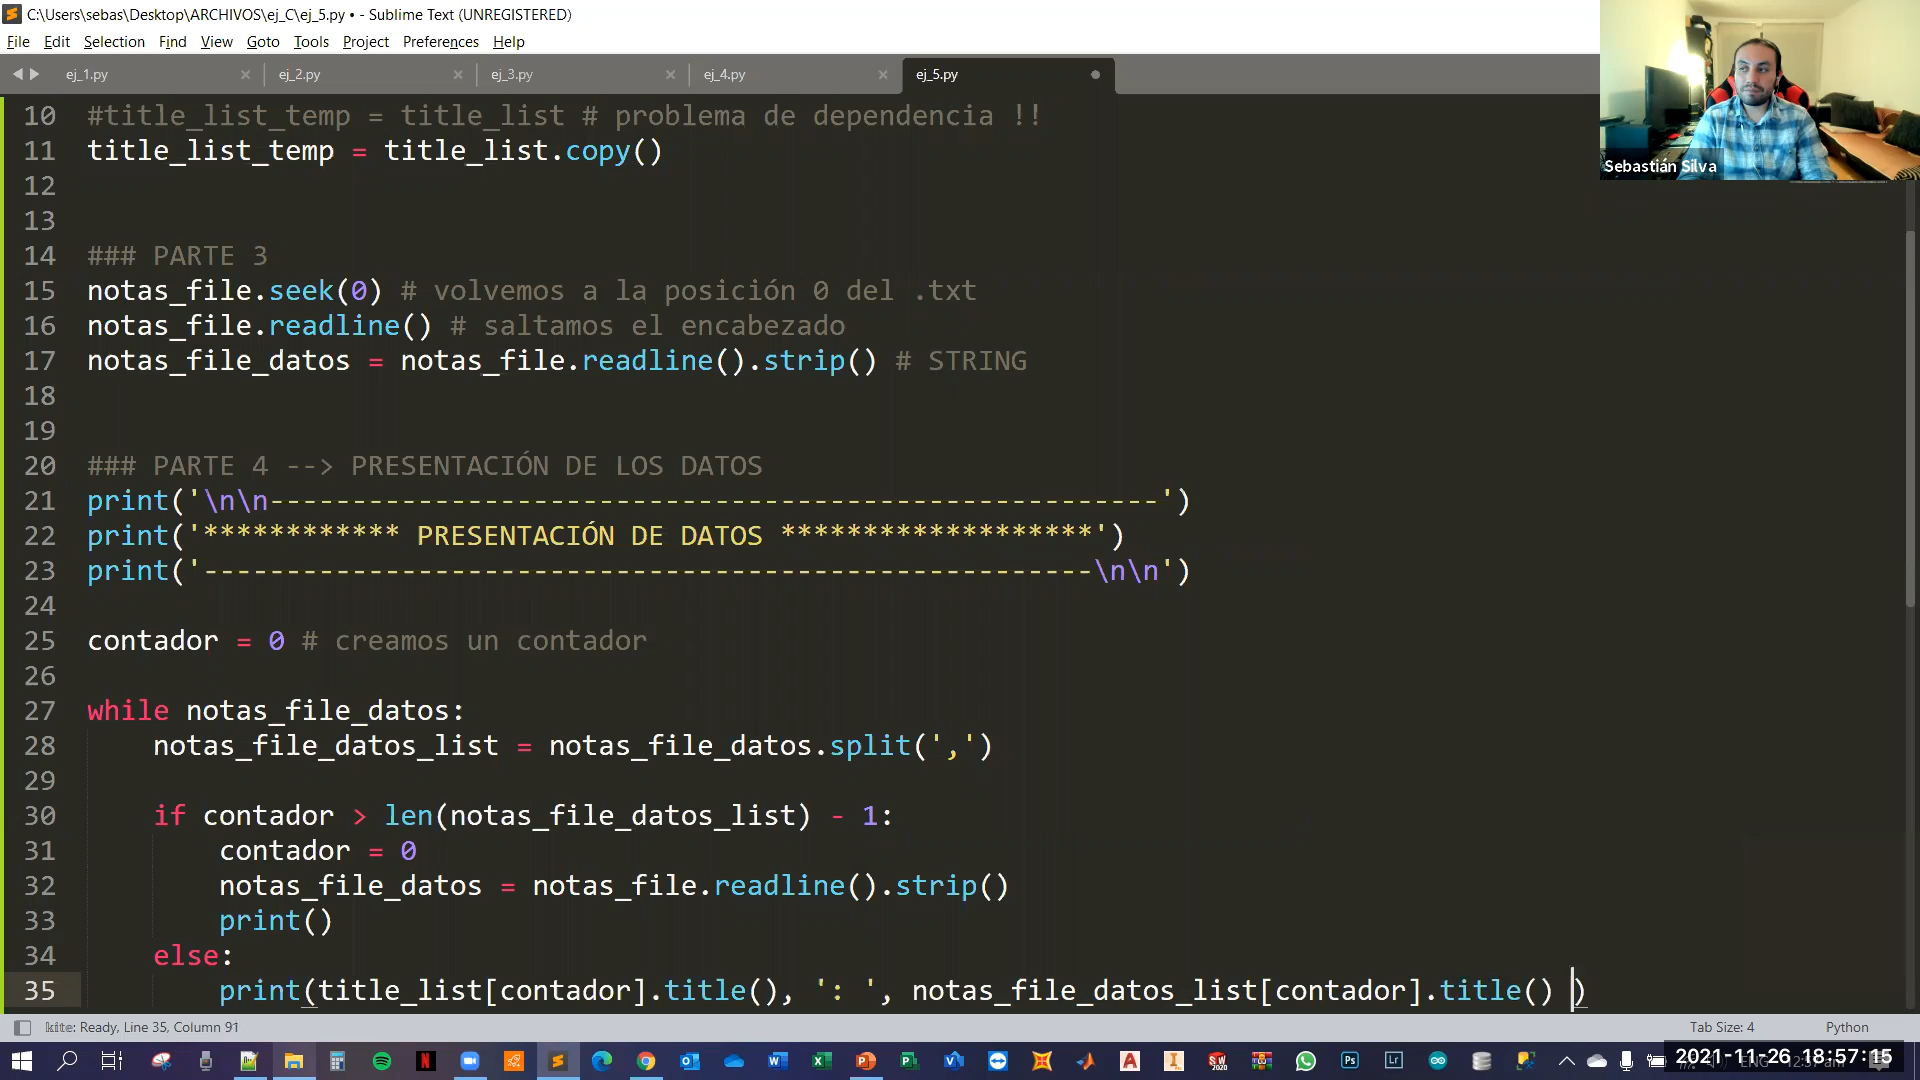 C:\Users\sebas\Desktop\ARCHIVOS\ej_C\ej_5.py • - Sublime Text (UNREGISTERED)
File Edit Selection Find View Goto Tools Project Preferences Help
ej_1.py × ej_2.py × ej_3.py × ej_4.py × ej_5.py
Sebastián Silva
10 #title_list_temp = title_list # problema de dependencia !!
11 title_list_temp = title_list.copy()
12
13
14 ### PARTE 3
15 notas_file.seek(0) # volvemos a la posición 0 del .txt
16 notas_file.readline() # saltamos el encabezado
17 notas_file_datos = notas_file.readline().strip() # STRING
18
19
20 ### PARTE 4 --> PRESENTACIÓN DE LOS DATOS
21 print('\n\n------------------------------------------------------')
22 print('************ PRESENTACIÓN DE DATOS *******************')
23 print('------------------------------------------------------\n\n')
24
25 contador = 0 # creamos un contador
26
27 while notas_file_datos:
28 notas_file_datos_list = notas_file_datos.split(',')
29
30 if contador > len(notas_file_datos_list) - 1:
31 contador = 0
32 notas_file_datos = notas_file.readline().strip()
33 print()
34 else:
35 print(title_list[contador].title(), ': ', notas_file_datos_list[contador].title() )
kite: Ready, Line 35, Column 91 Tab Size: 4 Python
2021-11-26 18:57:15